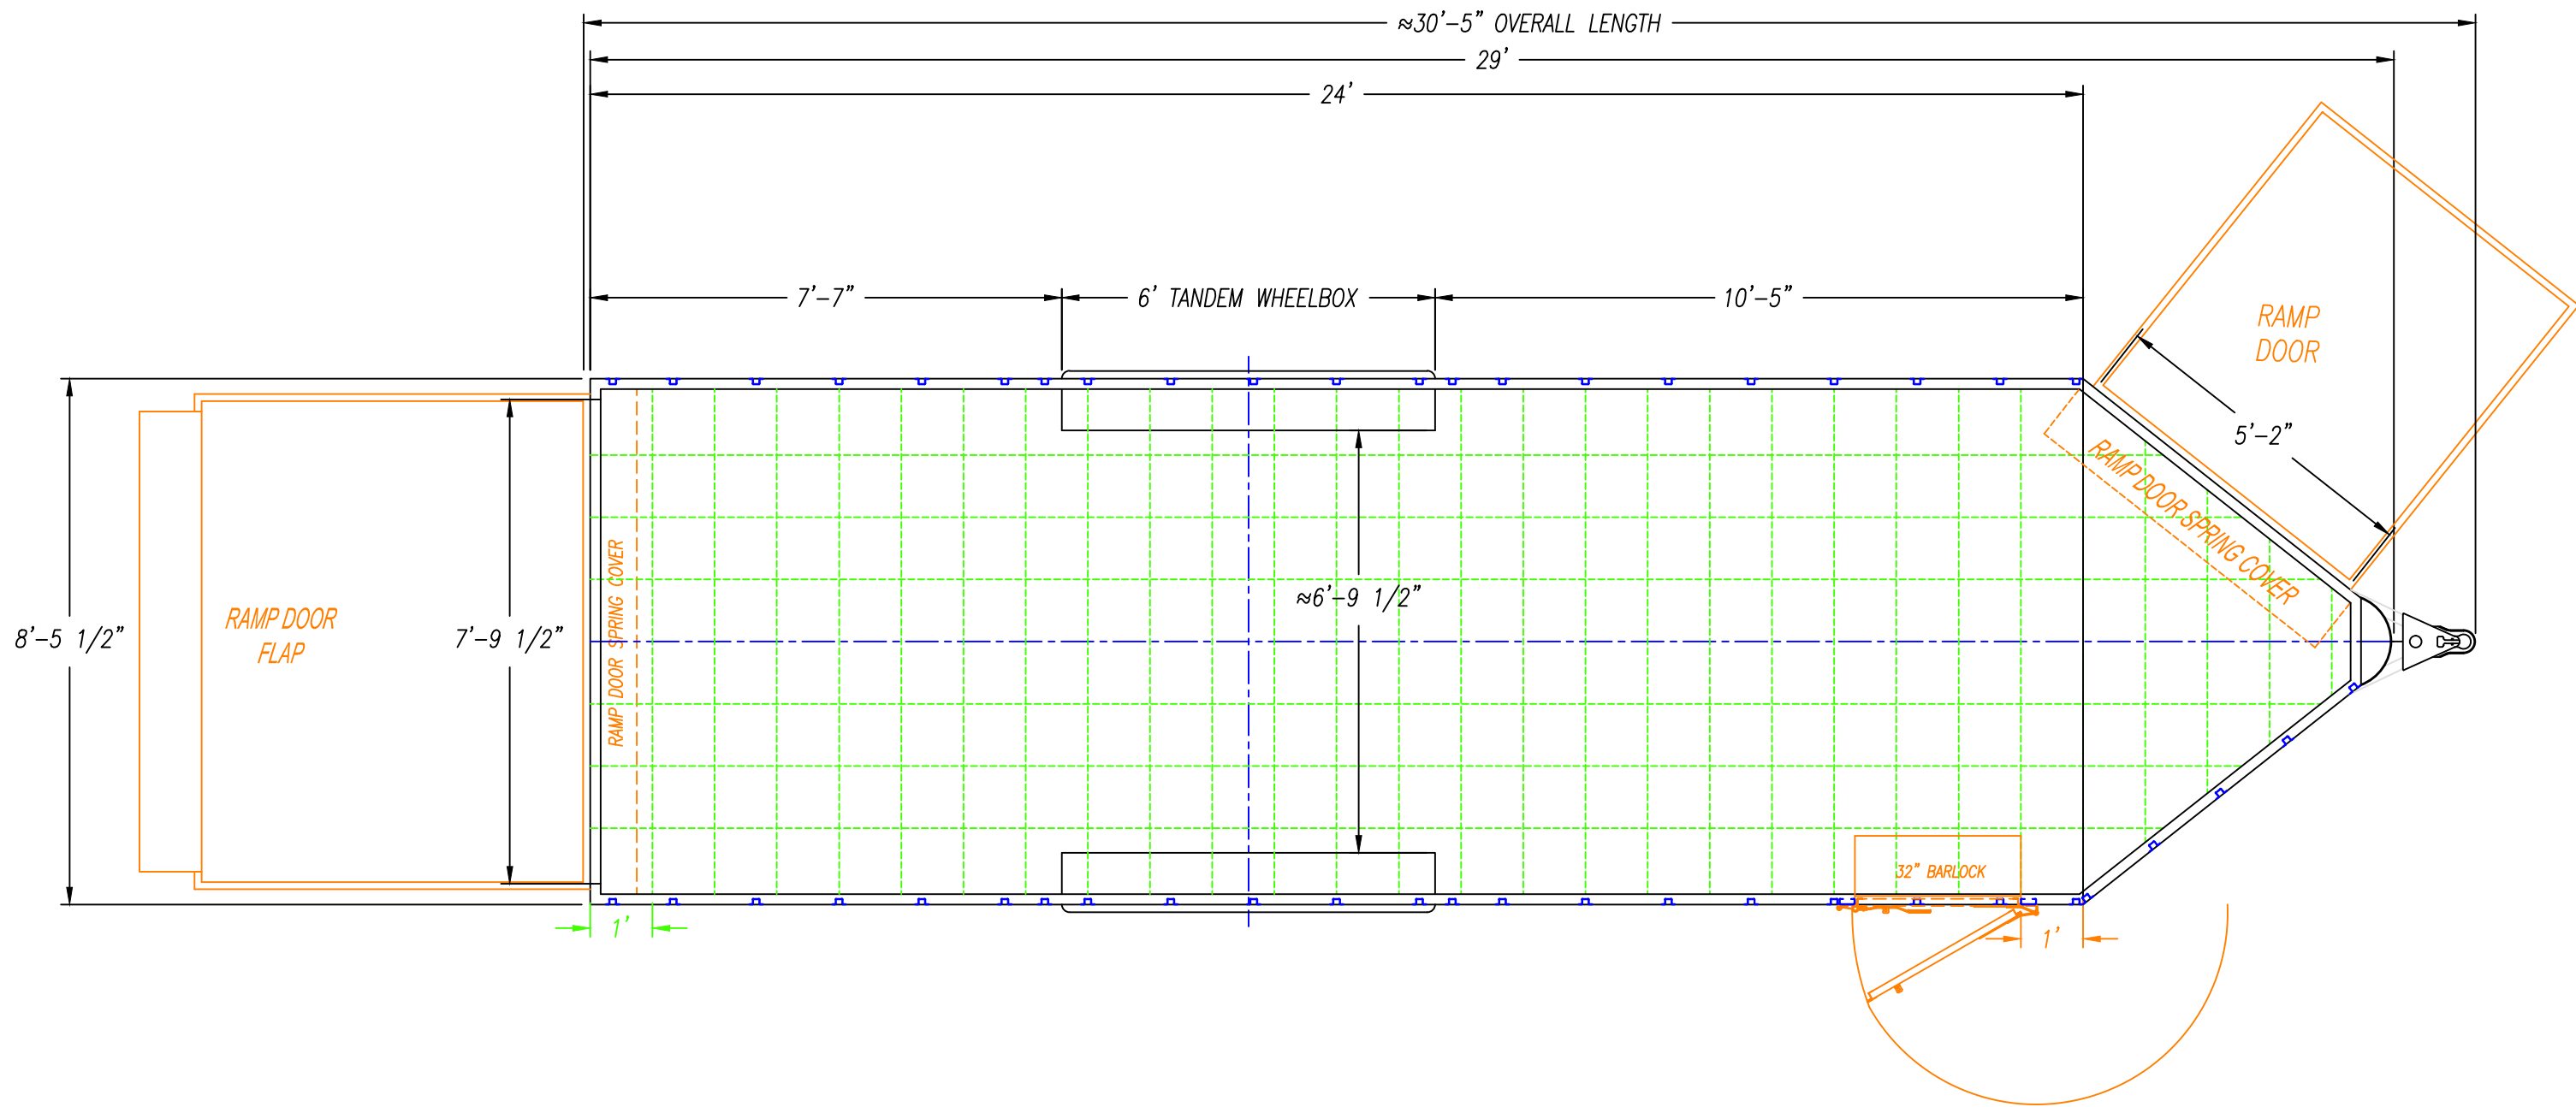 ≈30'-5" OVERALL LENGTH
29'
24'
7'-7"
6' TANDEM WHEELBOX
10'-5"
RAMP
DOOR
5'-2"
RAMP DOOR SPRING COVER
8'-5 1/2"
RAMP DOOR
FLAP
7'-9 1/2"
RAMP DOOR SPRING COVER
≈6'-9 1/2"
32" BARLOCK
1'
1'